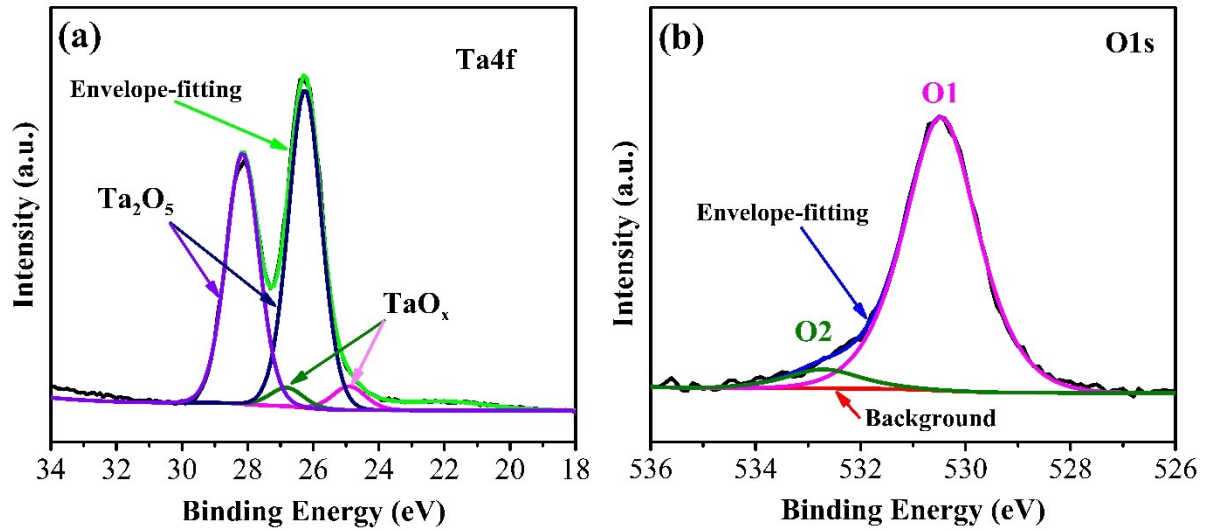 (a)
Ta4f
Envelope-fitting
Ta₂O₅
TaOₓ
Intensity (a.u.)
34 32 30 28 26 24 22 20 18
Binding Energy (eV)
(b)
O1s
O1
Envelope-fitting
O2
Background
Intensity (a.u.)
536 534 532 530 528 526
Binding Energy (eV)